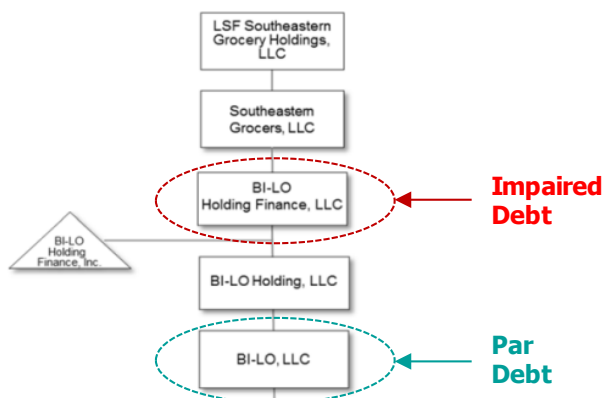 LSF Southeastern
Grocery Holdings,
LLC
Southeastern
Grocers, LLC
BI-LO
Holding Finance, LLC
Impaired
Debt
BI-LO
Holding
Finance, Inc.
BI-LO Holding, LLC
BI-LO, LLC
Par
Debt